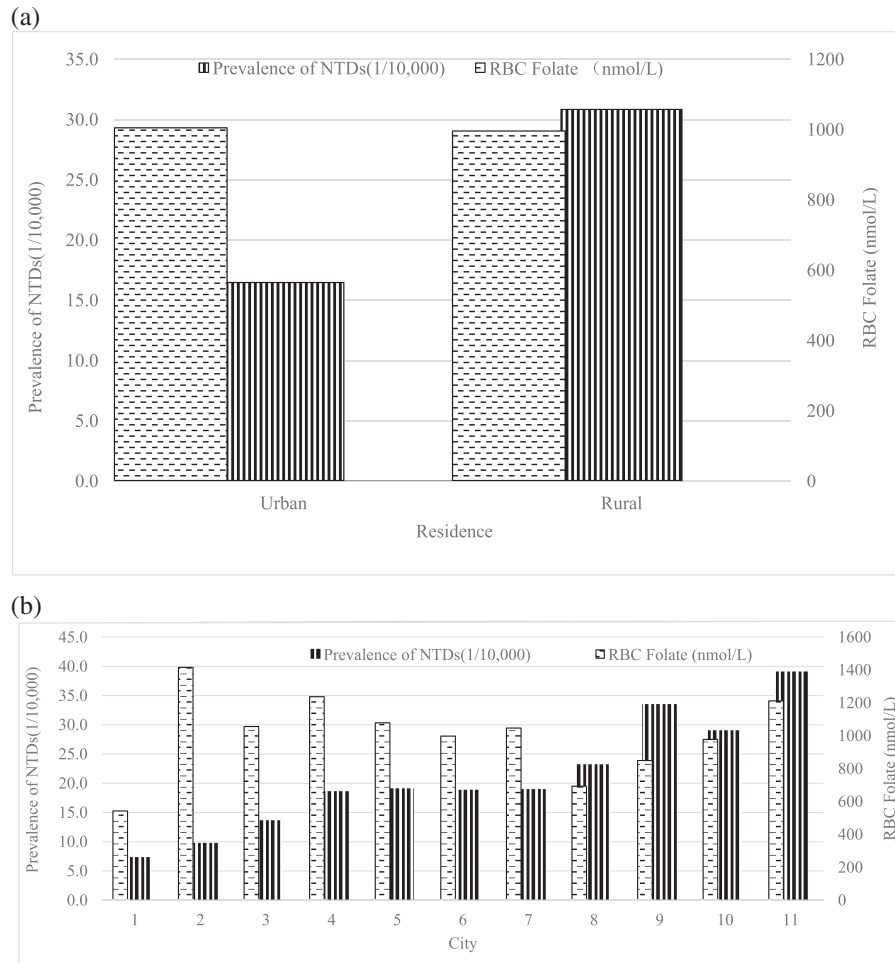 (a)
Prevalence of NTDs(1/10,000) RBC Folate (nmol/L)
35.0
30.0
25.0
20.0
15.0
10.0
5.0
0.0
Prevalence of NTDs(1/10,000)
1200
1000
800
600
400
200
0
RBC Folate (nmol/L)
Urban Rural
Residence
(b)
Prevalence of NTDs(1/10,000) RBC Folate (nmol/L)
45.0
40.0
35.0
30.0
25.0
20.0
15.0
10.0
5.0
0.0
Prevalence of NTDs(1/10,000)
1600
1400
1200
1000
800
600
400
200
0
RBC Folate (nmol/L)
1 2 3 4 5 6 7 8 9 10 11
City